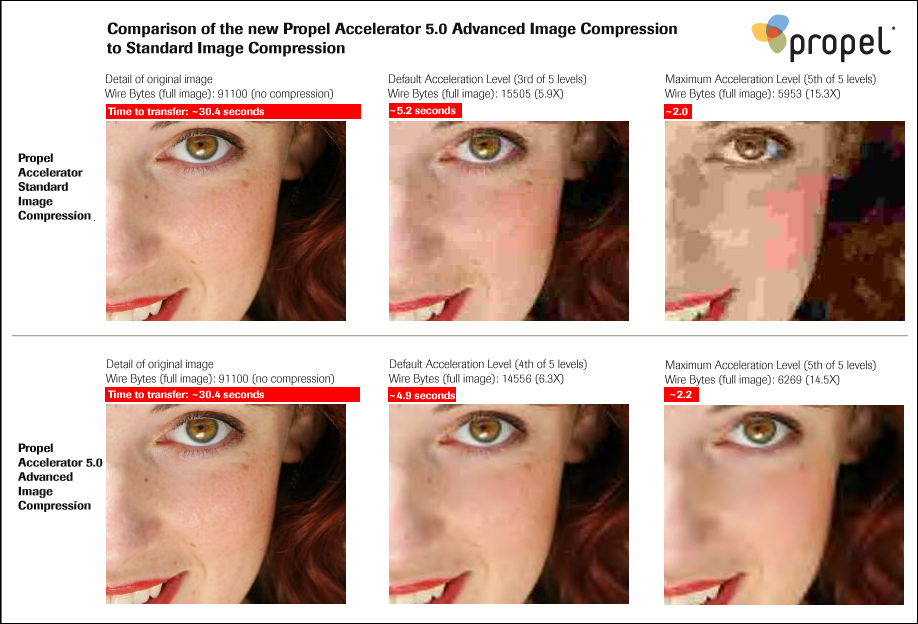 Comparison of the new Propel Accelerator 5.0 Advanced Image Compression
to Standard Image Compression
propel
Detail of original image
Wire Bytes (full image): 91100 (no compression)
Time to transfer: ~30.4 seconds
Default Acceleration Level (3rd of 5 levels)
Wire Bytes (full image): 15505 (5.9X)
~5.2 seconds
Maximum Acceleration Level (5th of 5 levels)
Wire Bytes (full image): 5953 (15.3X)
~2.0
Propel
Accelerator
Standard
Image
Compression .
Detail of original image
Wire Bytes (full image): 91100 (no compression)
Time to transfer: ~30.4 seconds
Default Acceleration Level (4th of 5 levels)
Wire Bytes (full image): 14556 (6.3X)
~4.9 seconds
Maximum Acceleration Level (5th of 5 levels)
Wire Bytes (full image): 6269 (14.5X)
~2.2
Propel
Accelerator 5.0
Advanced
Image
Compression